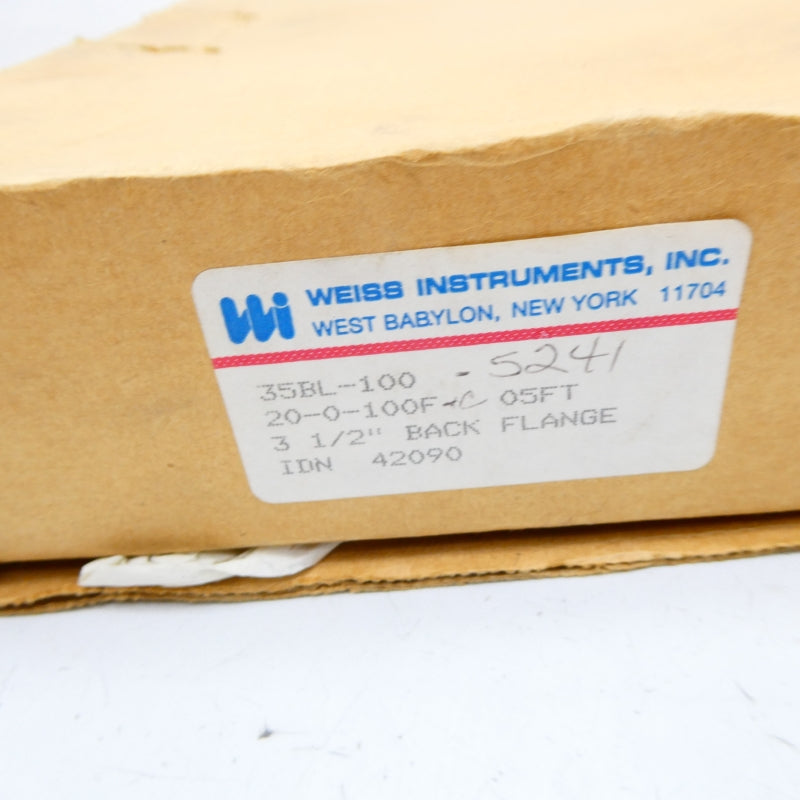 Wi WEISS INSTRUMENTS, INC.
WEST BABYLON, NEW YORK 11704
35BL-100 - 5241
20-0-100F-C 05FT
3 1/2" BACK FLANGE
IDN 42090